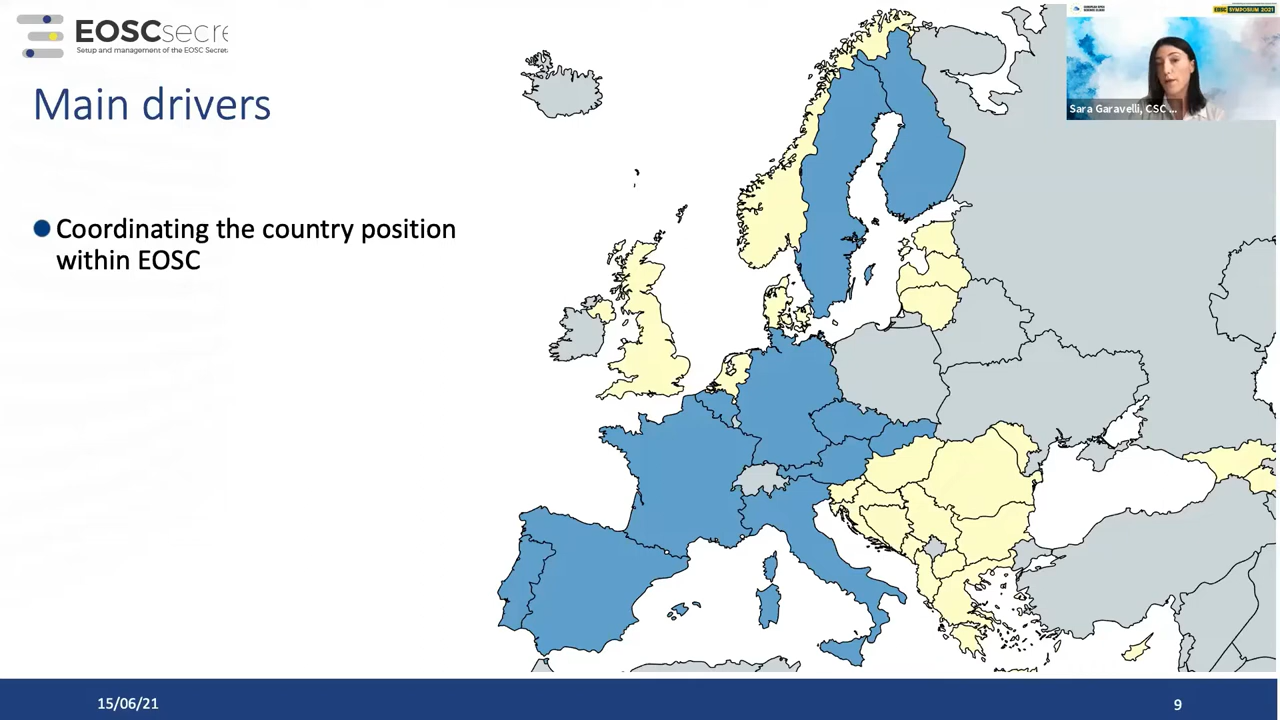 EOSCsecre
Setup and management of the EOSC Secret
Main drivers
Coordinating the country position
within EOSC
EOSC SYMPOSIUM 2021
Sara Garavelli, CSC ...
15/06/21
9